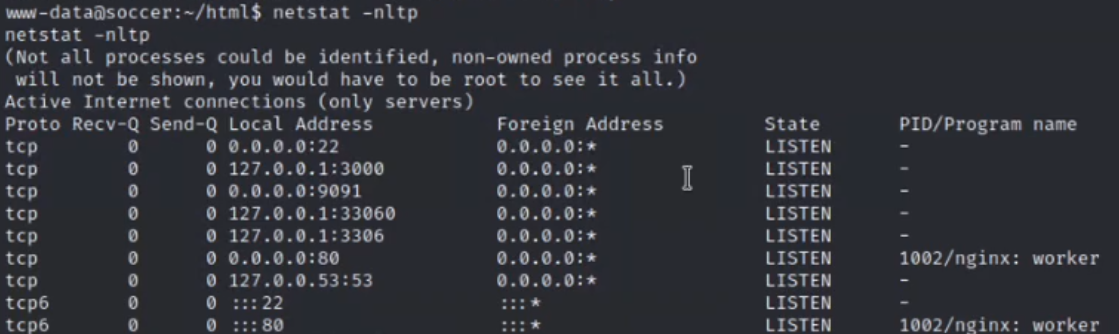 www-data@soccer:~/html$ netstat -nltp
netstat -nltp
(Not all processes could be identified, non-owned process info
 will not be shown, you would have to be root to see it all.)
Active Internet connections (only servers)
Proto Recv-Q Send-Q Local Address           Foreign Address         State       PID/Program name
tcp        0      0 0.0.0.0:22              0.0.0.0:*               LISTEN      -
tcp        0      0 127.0.0.1:3000          0.0.0.0:*               LISTEN      -
tcp        0      0 0.0.0.0:9091            0.0.0.0:*               LISTEN      -
tcp        0      0 127.0.0.1:33060         0.0.0.0:*               LISTEN      -
tcp        0      0 127.0.0.1:3306          0.0.0.0:*               LISTEN      -
tcp        0      0 0.0.0.0:80              0.0.0.0:*               LISTEN      1002/nginx: worker
tcp        0      0 127.0.0.53:53           0.0.0.0:*               LISTEN      -
tcp6       0      0 :::22                   :::*                    LISTEN      -
tcp6       0      0 :::80                   :::*                    LISTEN      1002/nginx: worker